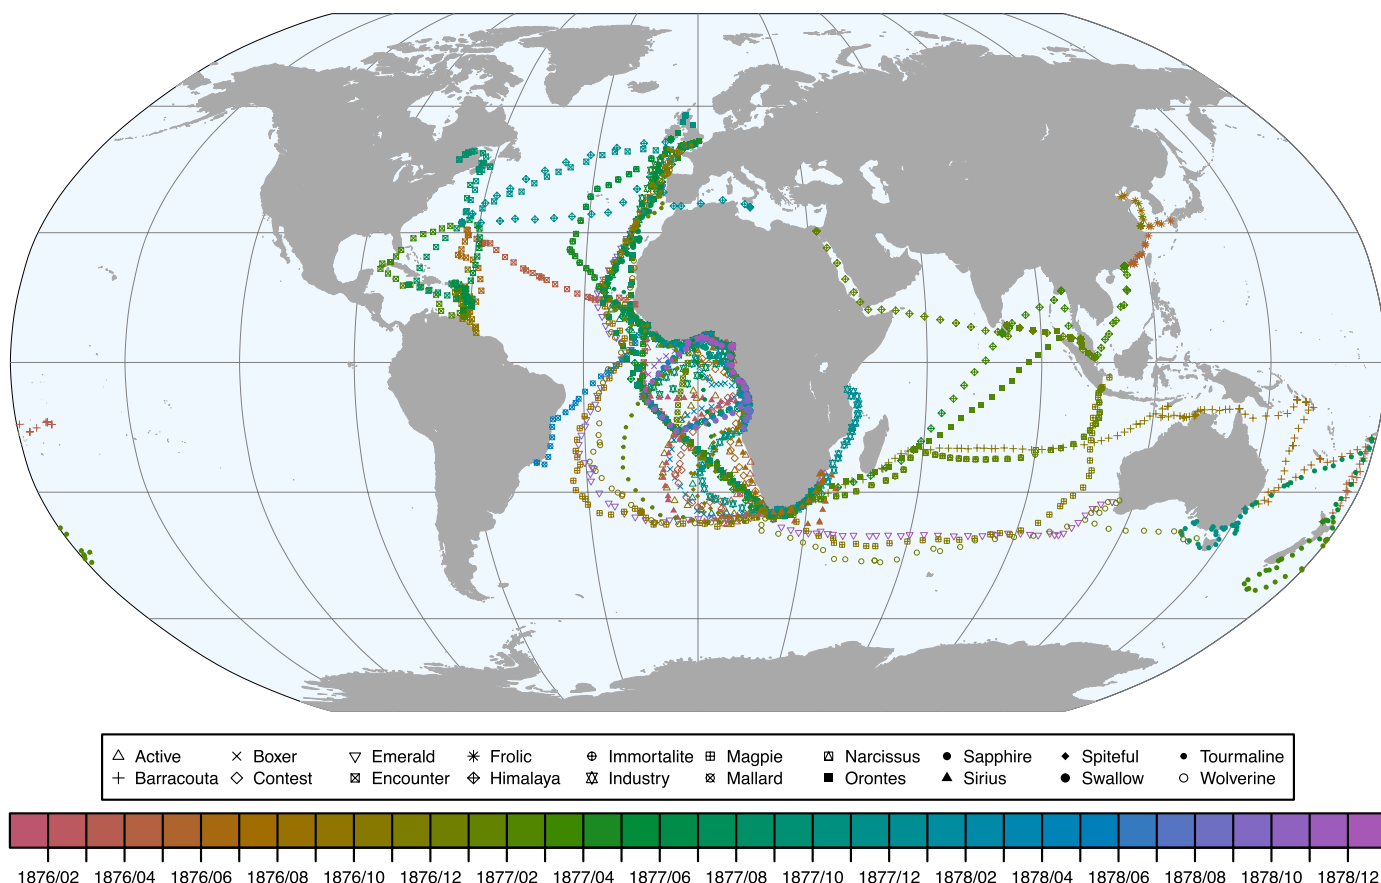 Active Boxer Emerald Frolic Immortalite Magpie Narcissus Sapphire Spiteful Tourmaline
Barracouta Contest Encounter Himalaya Industry Mallard Orontes Sirius Swallow Wolverine
1876/02 1876/04 1876/06 1876/08 1876/10 1876/12 1877/02 1877/04 1877/06 1877/08 1877/10 1877/12 1878/02 1878/04 1878/06 1878/08 1878/10 1878/12